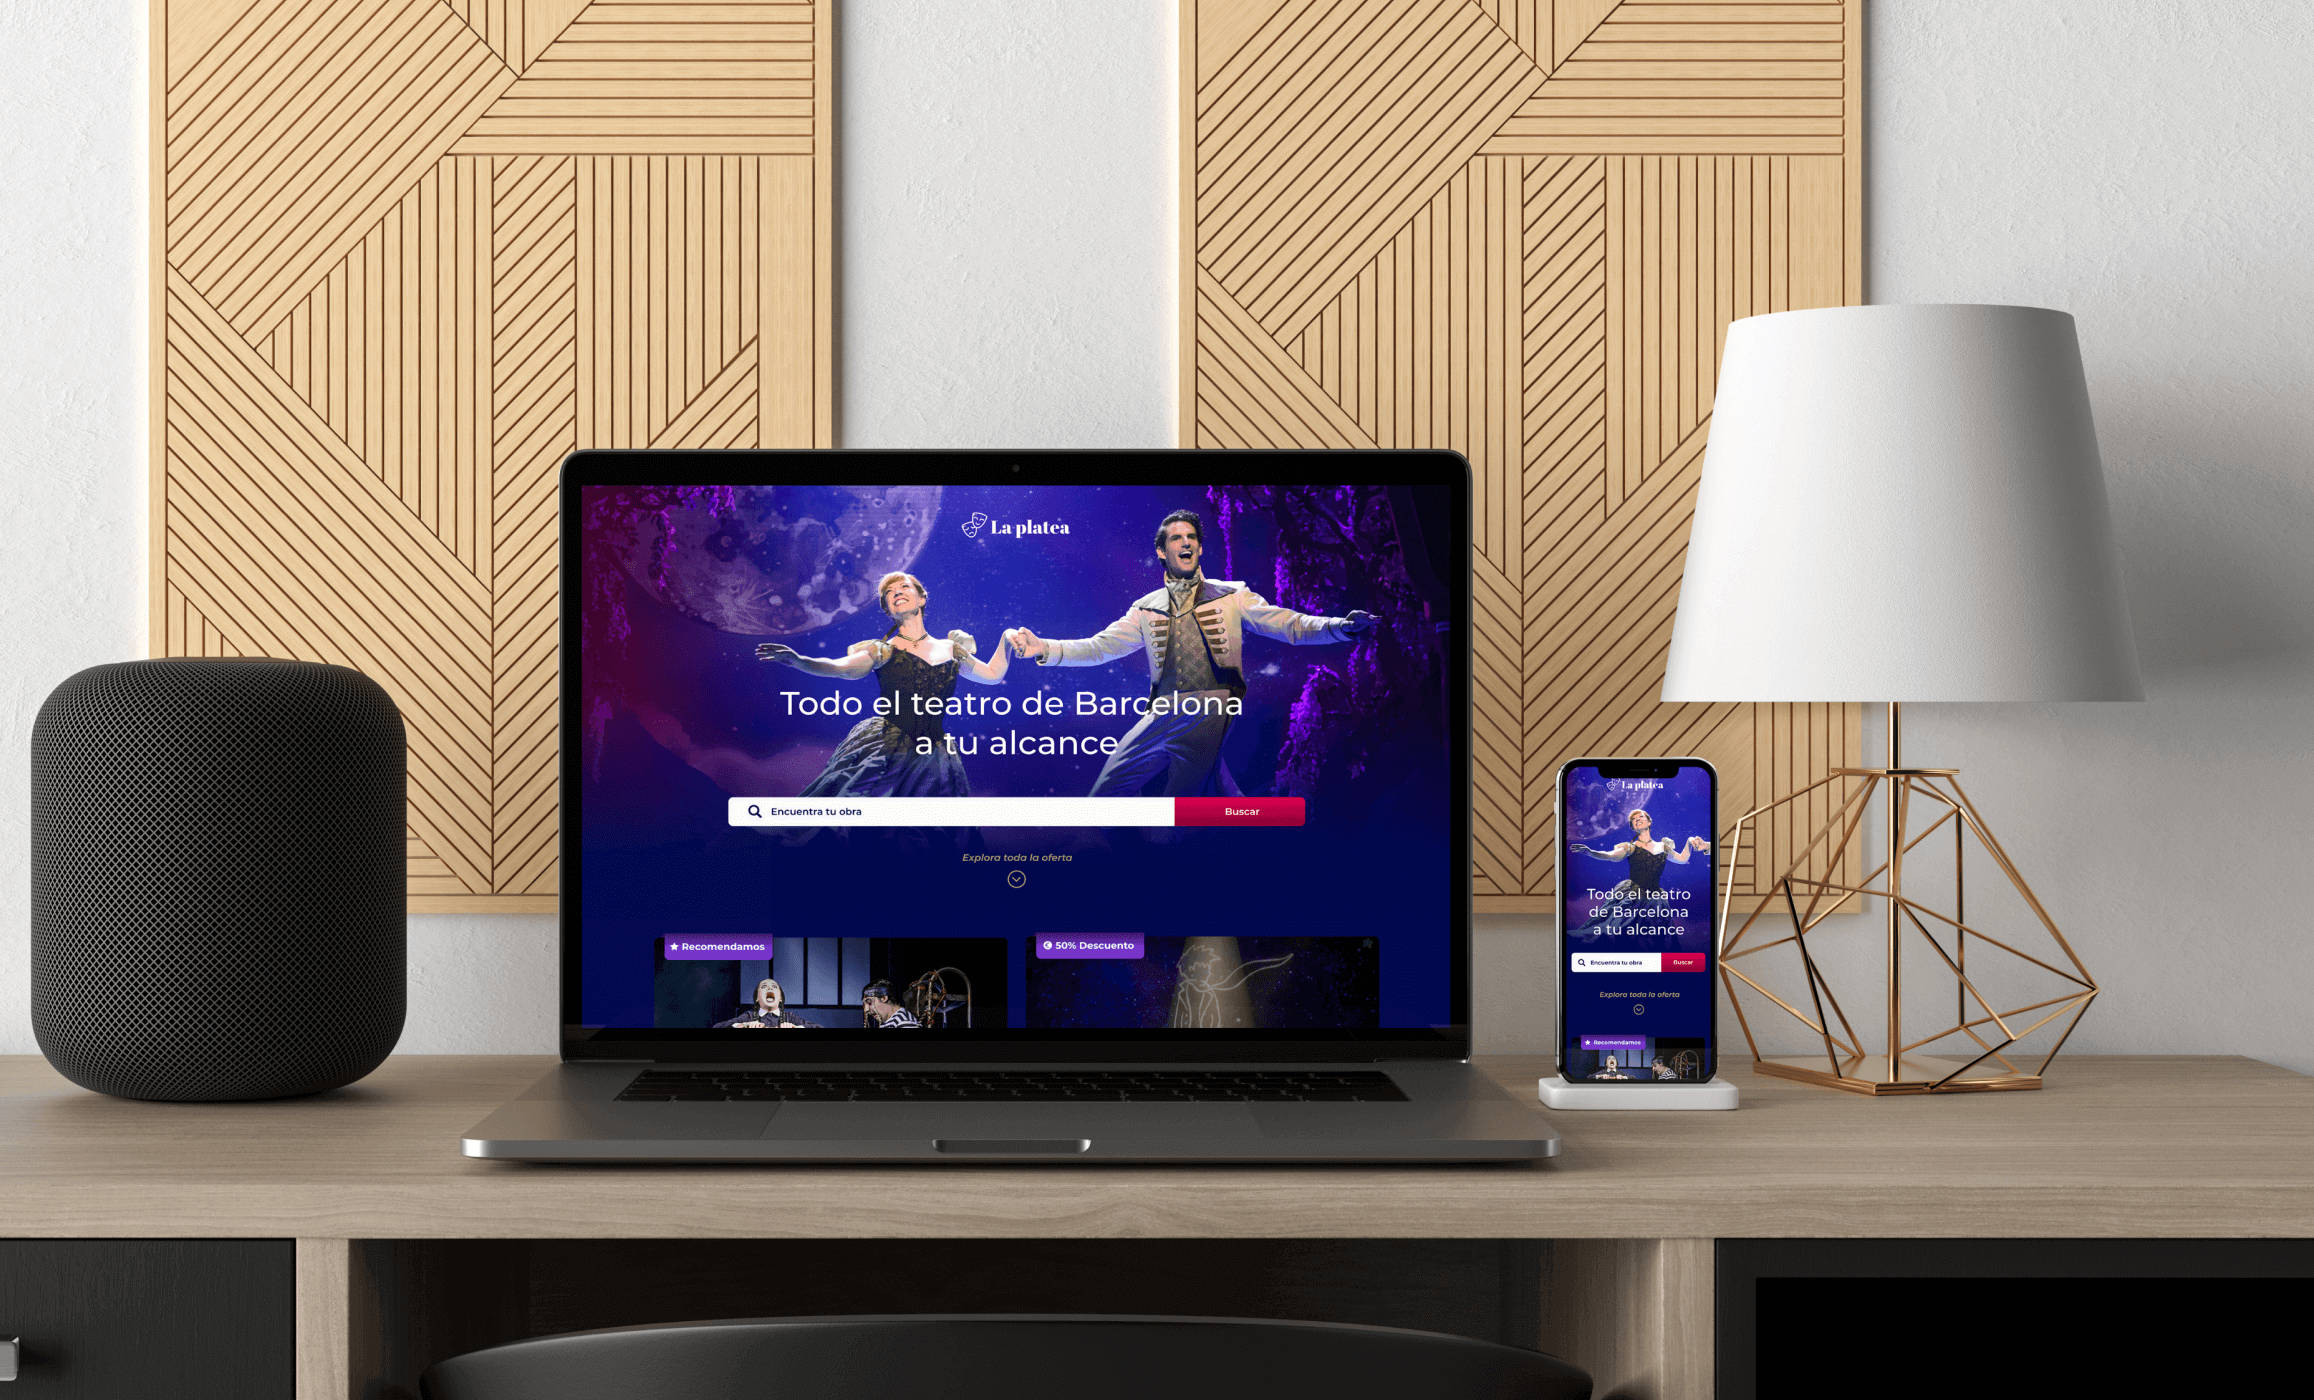 La platea
Todo el teatro de Barcelona
a tu alcance
Encuentra tu obra
Buscar
Explora toda la oferta
Recomendamos
50% Descuento
La platea
Todo el teatro
de Barcelona
a tu alcance
Encuentra tu obra
Buscar
Explora toda la oferta
Recomendamos